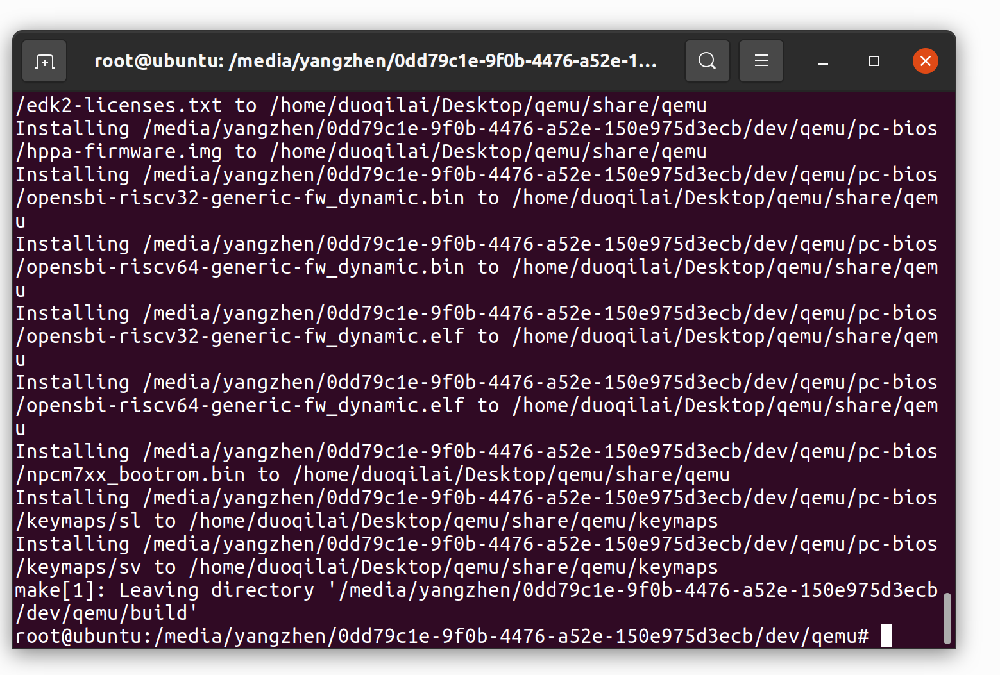 root@ubuntu: /media/yangzhen/0dd79c1e-9f0b-4476-a52e-1...
/edk2-licenses.txt to /home/duoqilai/Desktop/qemu/share/qemu
Installing /media/yangzhen/0dd79c1e-9f0b-4476-a52e-150e975d3ecb/dev/qemu/pc-bios
/hppa-firmware.img to /home/duoqilai/Desktop/qemu/share/qemu
Installing /media/yangzhen/0dd79c1e-9f0b-4476-a52e-150e975d3ecb/dev/qemu/pc-bios
/opensbi-riscv32-generic-fw_dynamic.bin to /home/duoqilai/Desktop/qemu/share/qem
u
Installing /media/yangzhen/0dd79c1e-9f0b-4476-a52e-150e975d3ecb/dev/qemu/pc-bios
/opensbi-riscv64-generic-fw_dynamic.bin to /home/duoqilai/Desktop/qemu/share/qem
u
Installing /media/yangzhen/0dd79c1e-9f0b-4476-a52e-150e975d3ecb/dev/qemu/pc-bios
/opensbi-riscv32-generic-fw_dynamic.elf to /home/duoqilai/Desktop/qemu/share/qem
u
Installing /media/yangzhen/0dd79c1e-9f0b-4476-a52e-150e975d3ecb/dev/qemu/pc-bios
/opensbi-riscv64-generic-fw_dynamic.elf to /home/duoqilai/Desktop/qemu/share/qem
u
Installing /media/yangzhen/0dd79c1e-9f0b-4476-a52e-150e975d3ecb/dev/qemu/pc-bios
/npcm7xx_bootrom.bin to /home/duoqilai/Desktop/qemu/share/qemu
Installing /media/yangzhen/0dd79c1e-9f0b-4476-a52e-150e975d3ecb/dev/qemu/pc-bios
/keymaps/sl to /home/duoqilai/Desktop/qemu/share/qemu/keymaps
Installing /media/yangzhen/0dd79c1e-9f0b-4476-a52e-150e975d3ecb/dev/qemu/pc-bios
/keymaps/sv to /home/duoqilai/Desktop/qemu/share/qemu/keymaps
make[1]: Leaving directory '/media/yangzhen/0dd79c1e-9f0b-4476-a52e-150e975d3ecb
/dev/qemu/build'
root@ubuntu:/media/yangzhen/0dd79c1e-9f0b-4476-a52e-150e975d3ecb/dev/qemu#